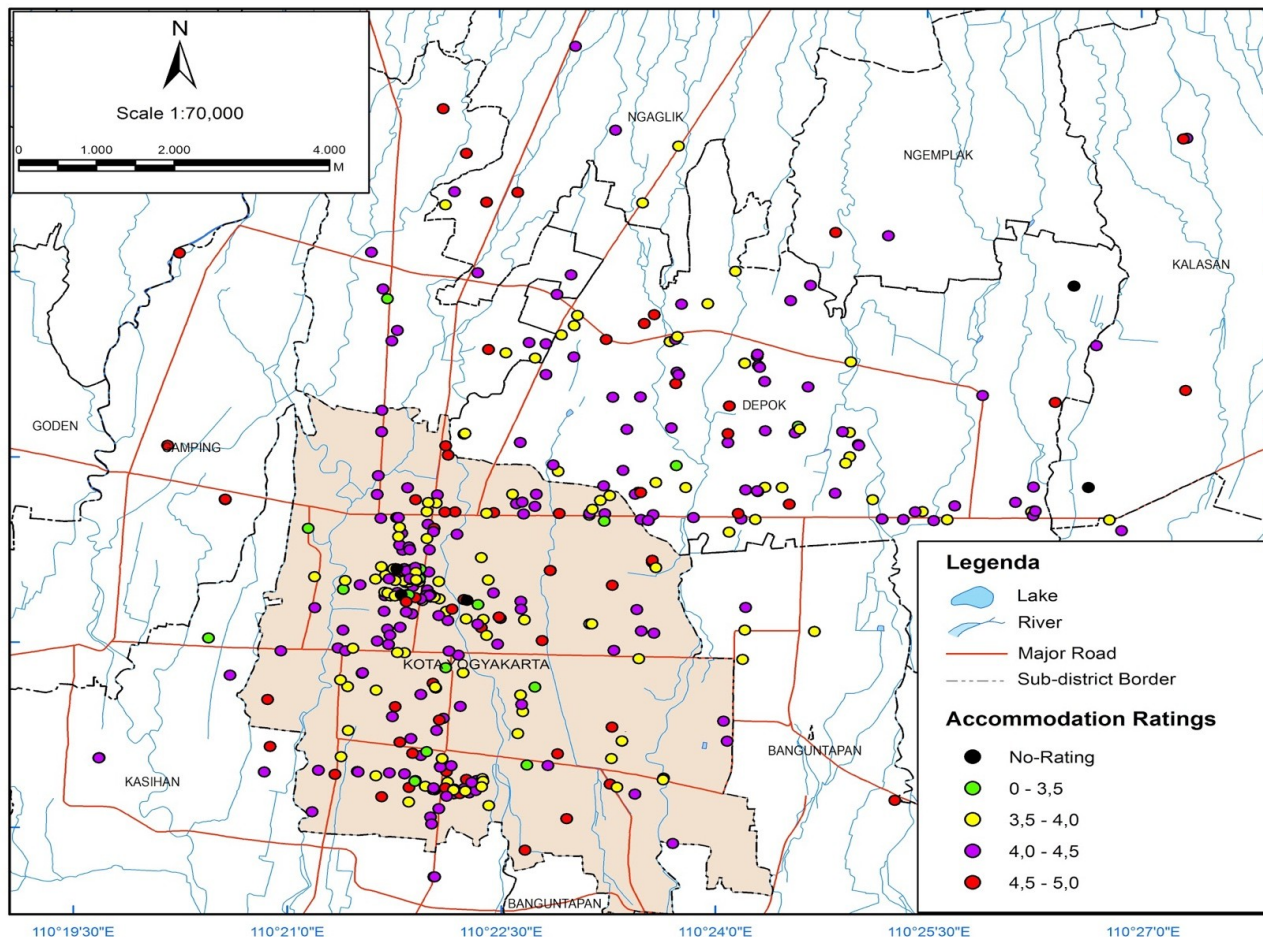 N
Scale 1:70,000
0 1.000 2.000 4.000
M
NGAGLIK
NGEMPLAK
KALASAN
GODEN
GAMPING
DEPOK
KOTA YOGYAKARTA
KASIHAN
BANGUNTAPAN
BANGUNTAPAN
Legenda
Lake
River
Major Road
Sub-district Border
Accommodation Ratings
No-Rating
0 - 3,5
3,5 - 4,0
4,0 - 4,5
4,5 - 5,0
110°19'30"E 110°21'0"E 110°22'30"E 110°24'0"E 110°25'30"E 110°27'0"E